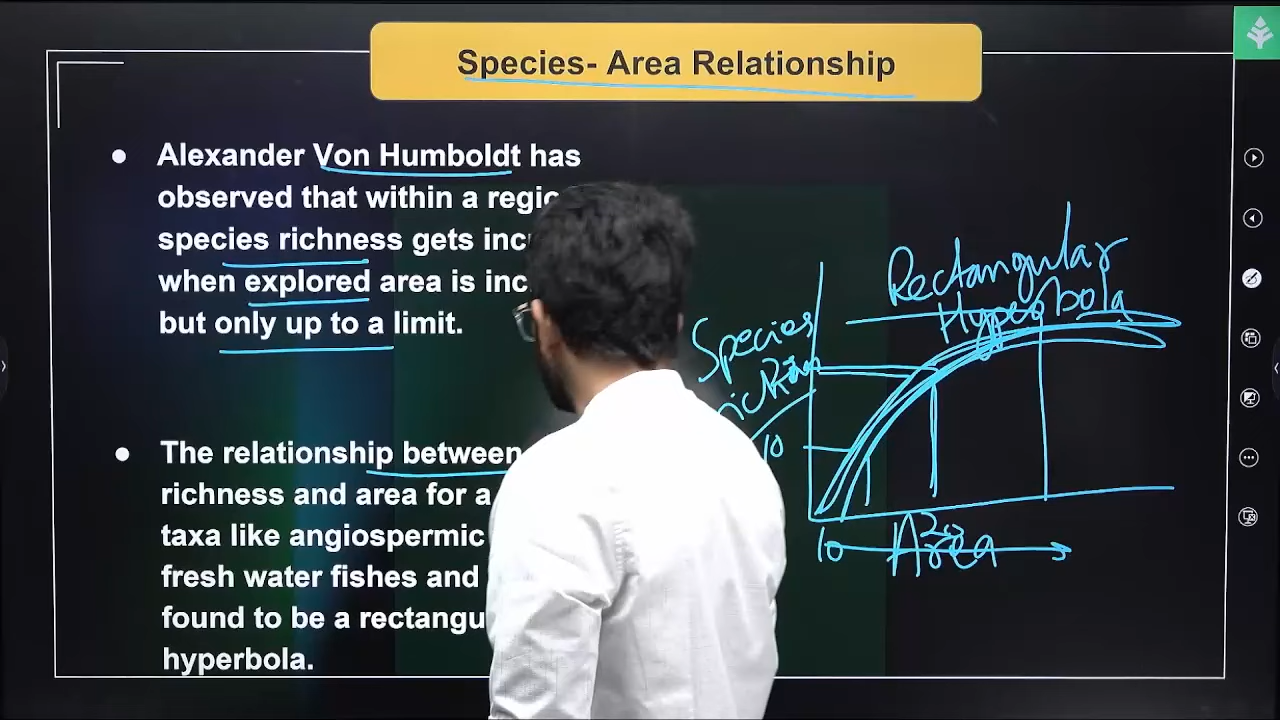 Species- Area Relationship
• Alexander Von Humboldt has
observed that within a regio
species richness gets inc
when explored area is inc
but only up to a limit.
• The relationship between
richness and area for a
taxa like angiospermic
fresh water fishes and
found to be a rectangu
hyperbola.
Rectangular
Hyperbola
Species
10
20
10
Area